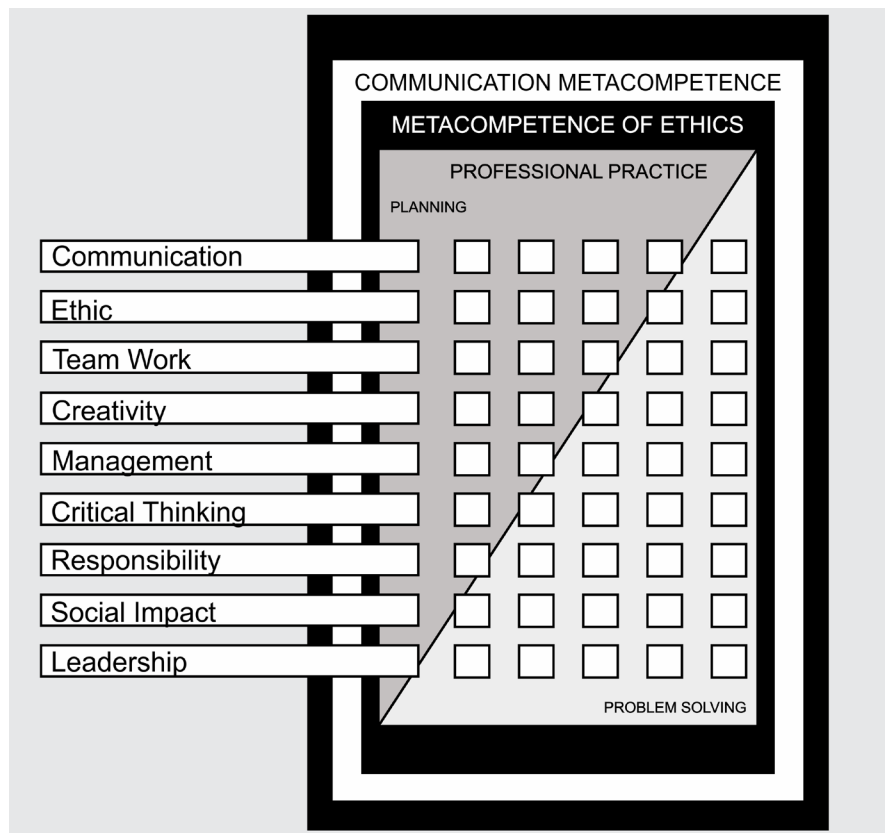 COMMUNICATION METACOMPETENCE
METACOMPETENCE OF ETHICS
PROFESSIONAL PRACTICE
PLANNING
Communication
Ethic
Team Work
Creativity
Management
Critical Thinking
Responsibility
Social Impact
Leadership
PROBLEM SOLVING